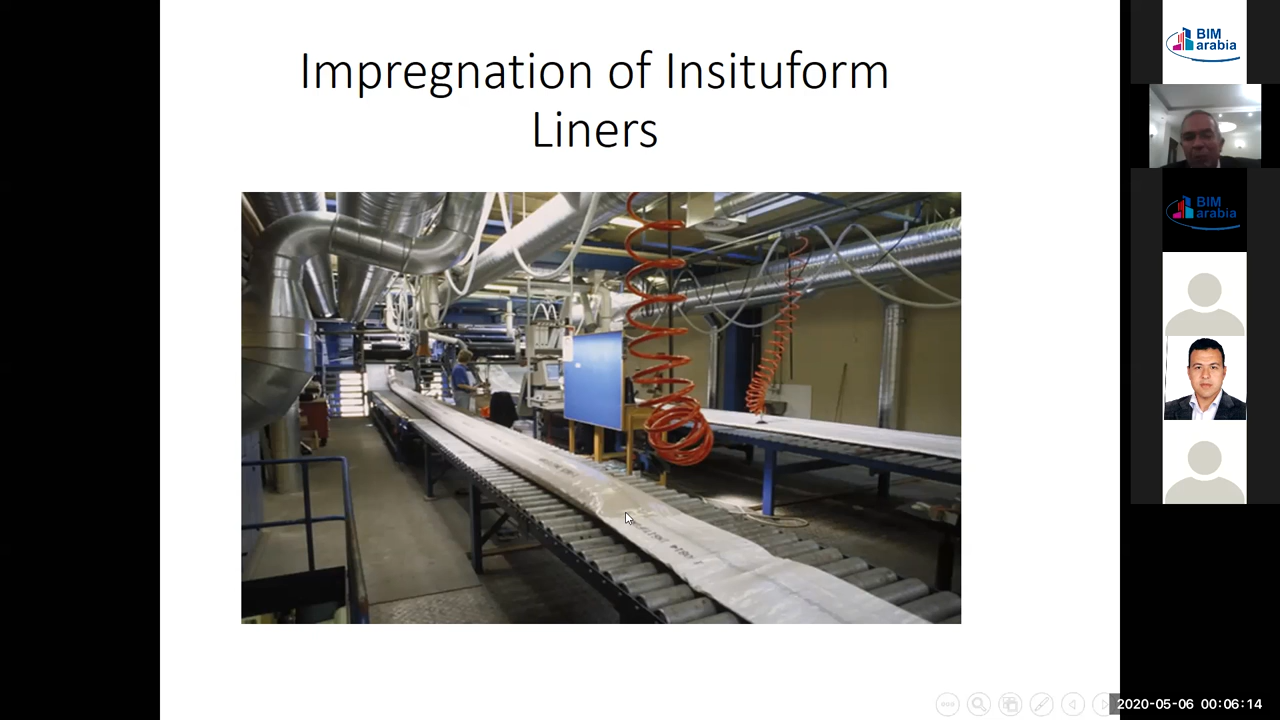 Impregnation of Insituform
Liners
BIM
arabia
BIM
arabia
2020-05-06 00:06:14